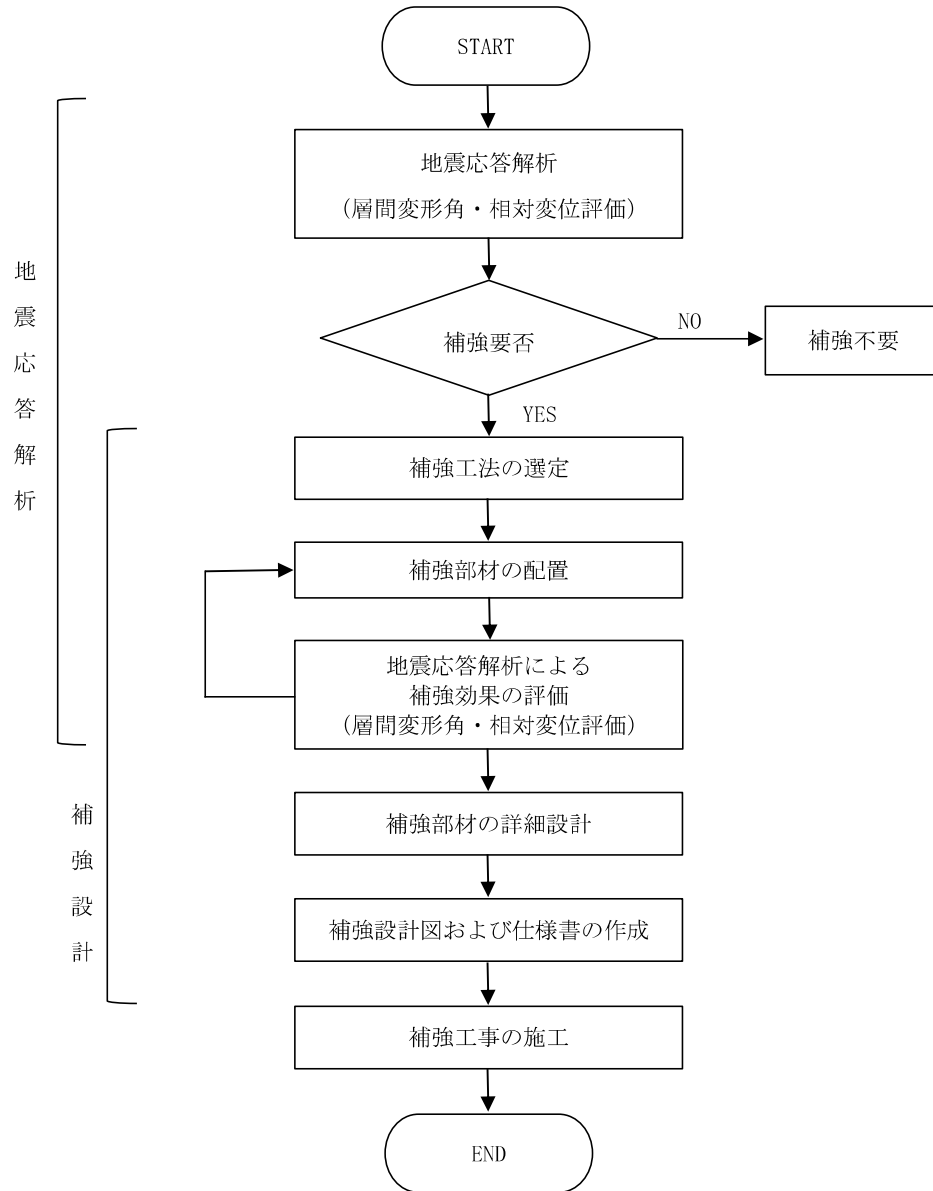 START
地震応答解析
(層間変形角・相対変位評価)
補強要否
NO
補強不要
YES
補強工法の選定
補強部材の配置
地震応答解析による
補強効果の評価
(層間変形角・相対変位評価)
補強部材の詳細設計
補強設計図および仕様書の作成
補強工事の施工
END
地震応答解析
補強設計